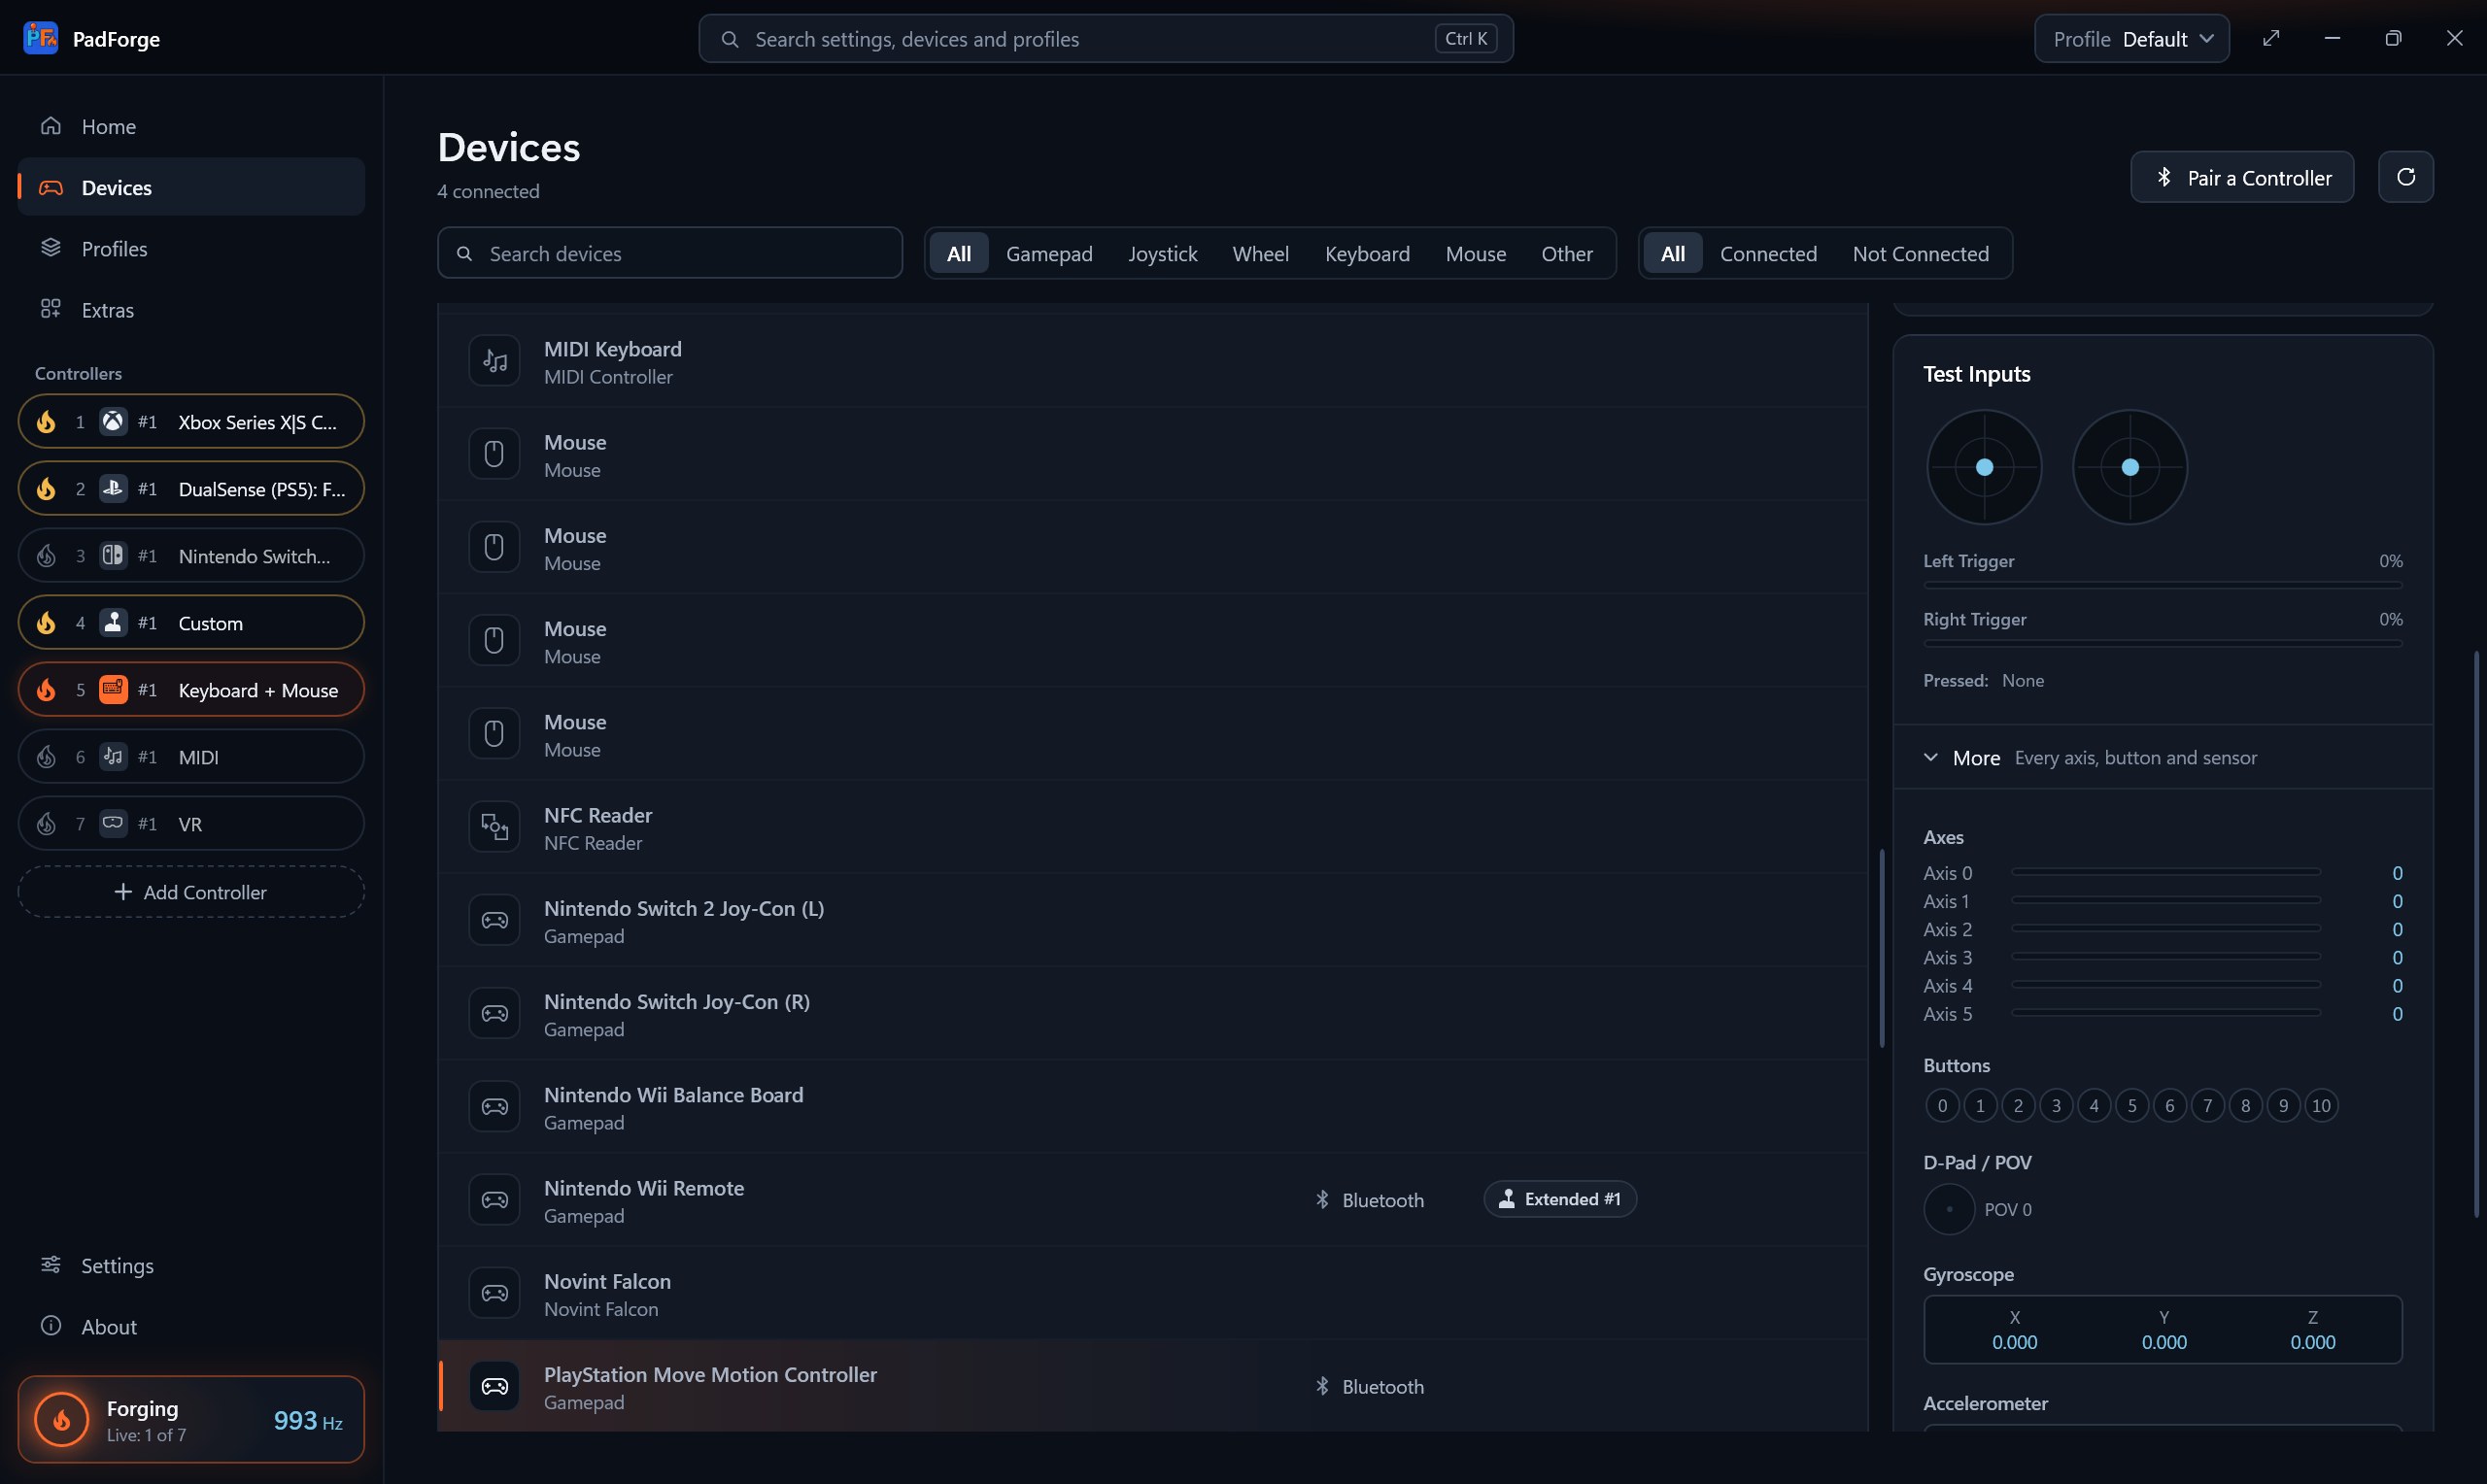 PadForge
Search settings, devices and profiles
Ctrl K
Profile Default
Home
Devices
Profiles
Extras
Controllers
1 #1 Xbox Series X|S C...
2 #1 DualSense (PS5): F...
3 #1 Nintendo Switch...
4 #1 Custom
5 #1 Keyboard + Mouse
6 #1 MIDI
7 #1 VR
Add Controller
Settings
About
Forging
Live: 1 of 7
993 Hz
Devices
4 connected
Pair a Controller
Search devices
All Gamepad Joystick Wheel Keyboard Mouse Other
All Connected Not Connected
MIDI Keyboard
MIDI Controller
Mouse
Mouse
Mouse
Mouse
Mouse
Mouse
Mouse
Mouse
NFC Reader
NFC Reader
Nintendo Switch 2 Joy-Con (L)
Gamepad
Nintendo Switch Joy-Con (R)
Gamepad
Nintendo Wii Balance Board
Gamepad
Nintendo Wii Remote
Gamepad
Bluetooth
Extended #1
Novint Falcon
Novint Falcon
PlayStation Move Motion Controller
Gamepad
Bluetooth
Test Inputs
Left Trigger 0%
Right Trigger 0%
Pressed: None
More Every axis, button and sensor
Axes
Axis 0 0
Axis 1 0
Axis 2 0
Axis 3 0
Axis 4 0
Axis 5 0
Buttons
0 1 2 3 4 5 6 7 8 9 10
D-Pad / POV
POV 0
Gyroscope
X Y Z
0.000 0.000 0.000
Accelerometer